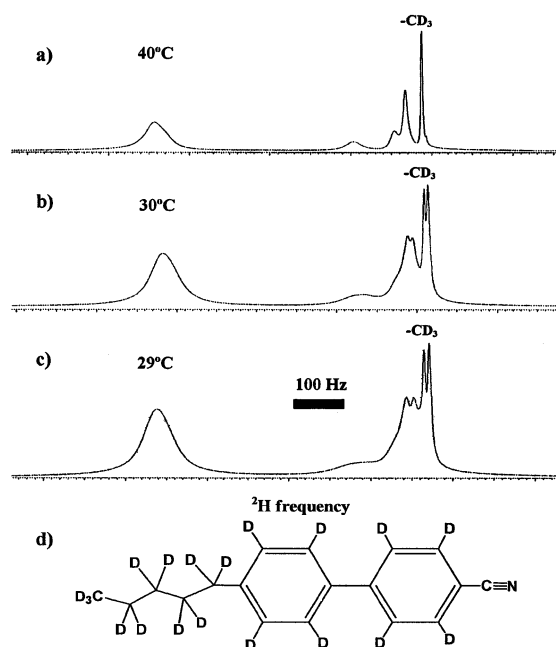 -CD₃
a)
40°C
-CD₃
b)
30°C
-CD₃
c)
29°C
100 Hz
²H frequency
d)
D D D D
D D D D
D₃C
C≡N
D D D D
D D D D